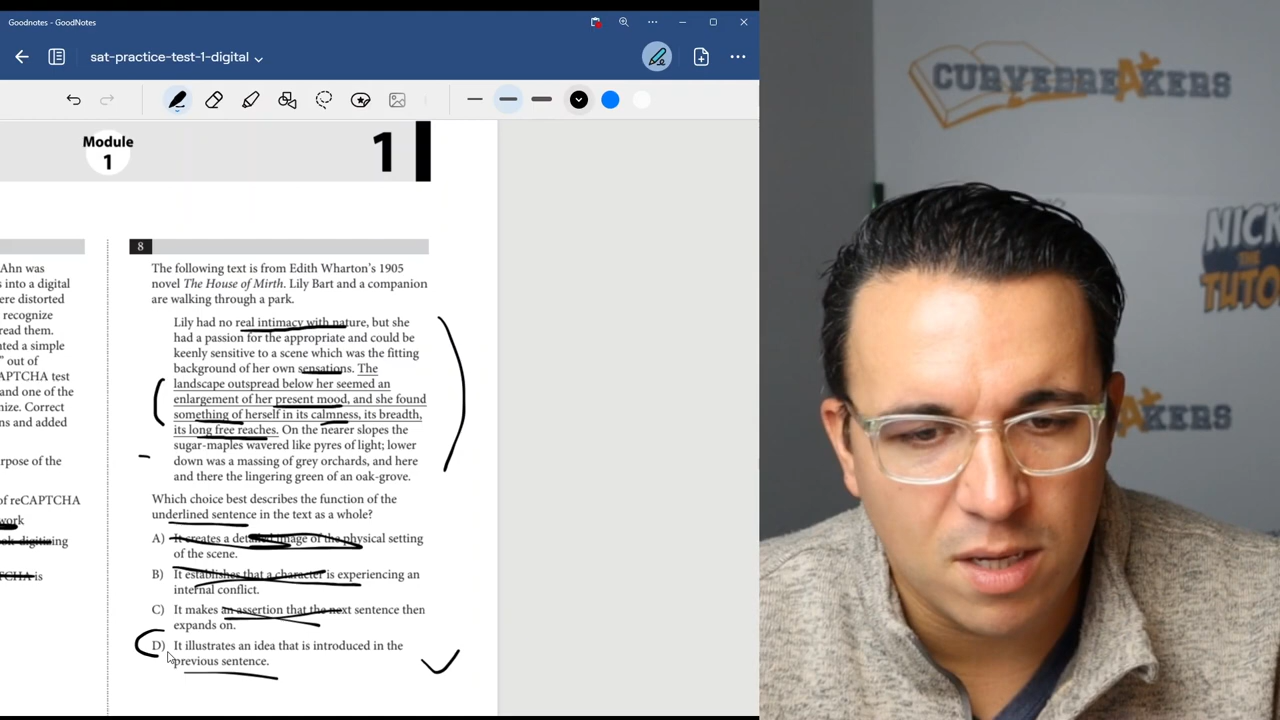 Goodnotes - GoodNotes
sat-practice-test-1-digital
Module
1
1
Ahn was
s into a digital
ere distorted
recognize
read them.
nted a simple
" out of
APTCHA test
and one of the
nize. Correct
ns and added
rpose of the
of reCAPTCHA
work
digitizing
TCHA is
8
The following text is from Edith Wharton's 1905
novel The House of Mirth. Lily Bart and a companion
are walking through a park.
Lily had no real intimacy with nature, but she
had a passion for the appropriate and could be
keenly sensitive to a scene which was the fitting
background of her own sensations. The
landscape outspread below her seemed an
enlargement of her present mood, and she found
something of herself in its calmness, its breadth,
its long free reaches. On the nearer slopes the
sugar-maples wavered like pyres of light; lower
down was a massing of grey orchards, and here
and there the lingering green of an oak-grove.
Which choice best describes the function of the
underlined sentence in the text as a whole?
A) It creates a detailed image of the physical setting
of the scene.
B) It establishes that a character is experiencing an
internal conflict.
C) It makes an assertion that the next sentence then
expands on.
D) It illustrates an idea that is introduced in the
previous sentence.
CURVEBREAKERS
NICK
THE
TUTO
AKERS